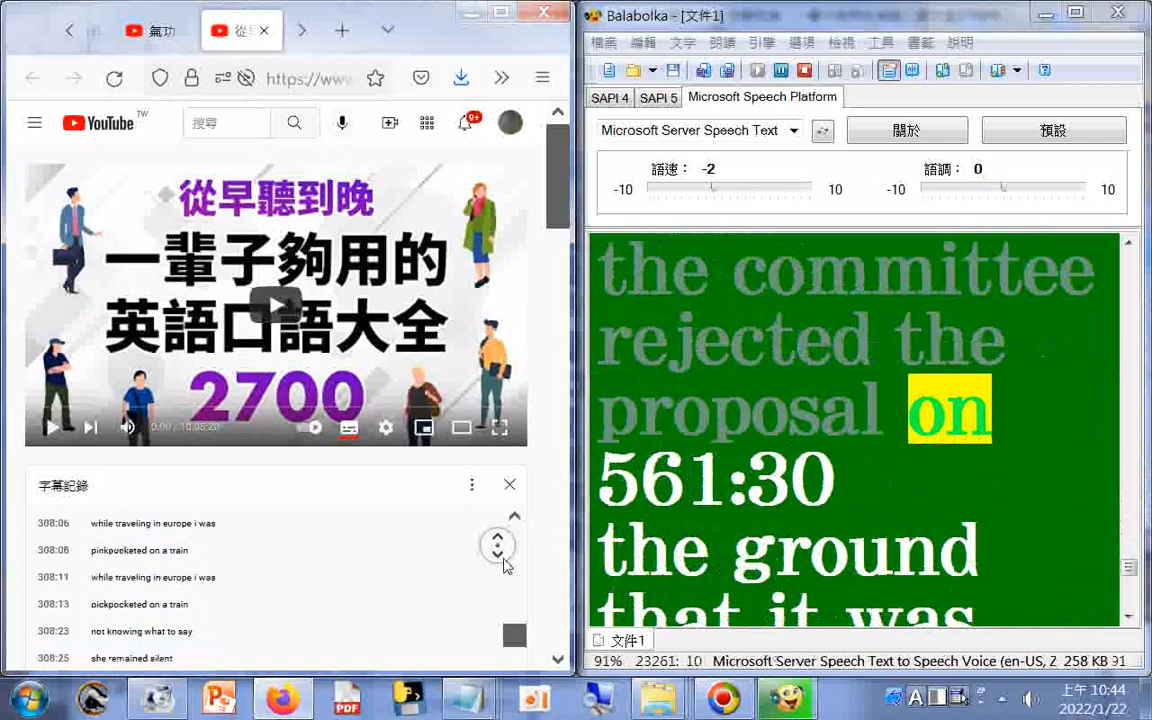 氣功
從
https://www
YouTube TW
搜尋
9+
從早聽到晚
一輩子夠用的
英語口語大全
2700
0:00 / 10:05:20
字幕記錄
308:06 while traveling in europe i was
308:08 pickpocketed on a train
308:11 while traveling in europe i was
308:13 pickpocketed on a train
308:23 not knowing what to say
308:25 she remained silent
Balabolka - [文件1]
檔案 編輯 文字 朗讀 引擎 選項 檢視 工具 書籤 說明
SAPI 4 SAPI 5 Microsoft Speech Platform
Microsoft Server Speech Text 關於 預設
語速： -2 語調： 0
-10 10 -10 10
the committee
rejected the
proposal on
561:30
the ground
that it was
文件1
91% 23261: 10 Microsoft Server Speech Text to Speech Voice (en-US, Z 258 KB 91
PDF
A
上午 10:44
2022/1/22